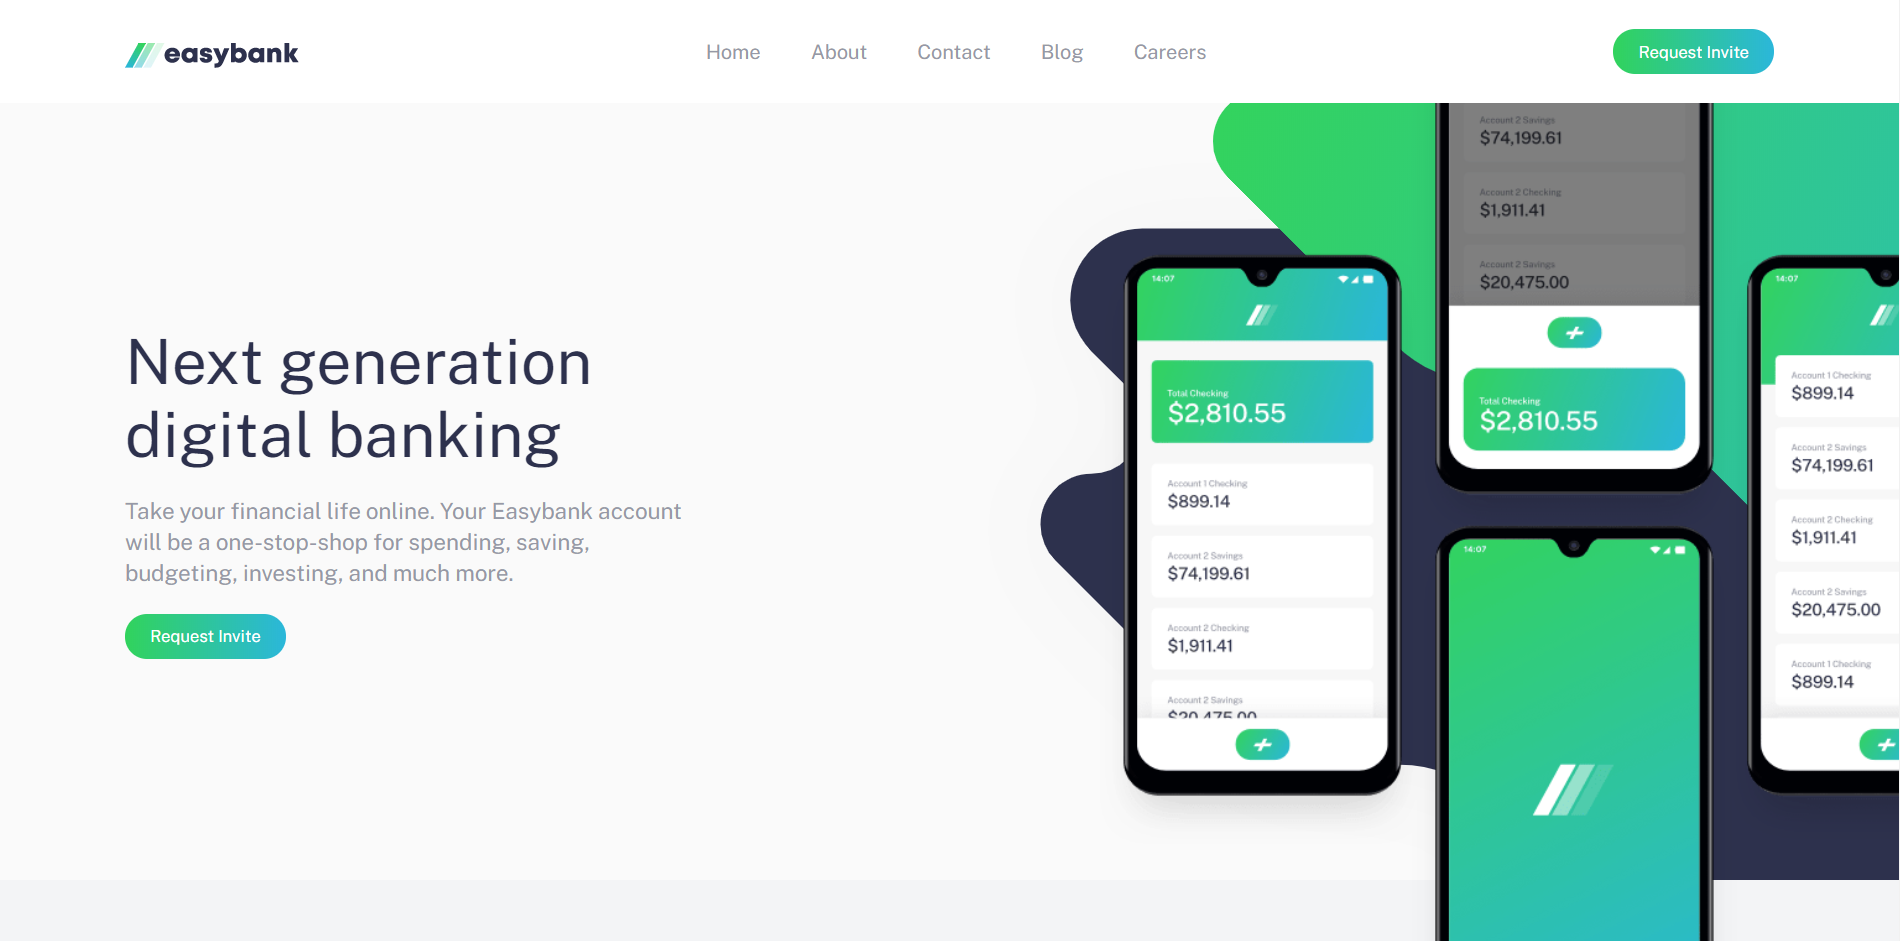 easybank
Home
About
Contact
Blog
Careers
Request Invite
Next generation
digital banking
Take your financial life online. Your Easybank account
will be a one-stop-shop for spending, saving,
budgeting, investing, and much more.
Request Invite
14:07
Total Checking
$2,810.55
Account 1 Checking
$899.14
Account 2 Savings
$74,199.61
Account 2 Checking
$1,911.41
Account 2 Savings
$20,475.00
Account 2 Savings
$74,199.61
Account 2 Checking
$1,911.41
Account 2 Savings
$20,475.00
Total Checking
$2,810.55
14:07
14:07
Account 1 Checking
$899.14
Account 2 Savings
$74,199.61
Account 2 Checking
$1,911.41
Account 2 Savings
$20,475.00
Account 1 Checking
$899.14